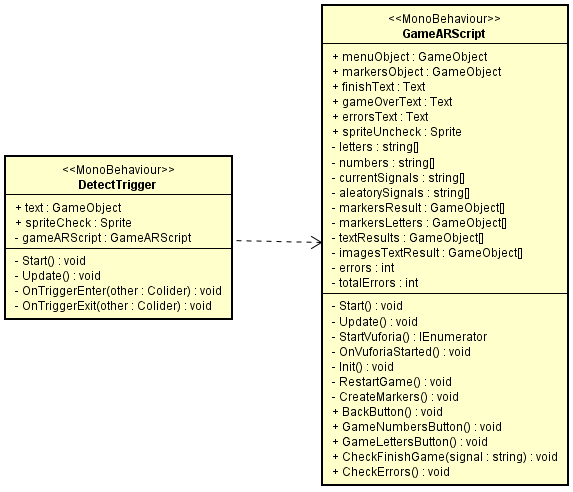 <<MonoBehaviour>>
DetectTrigger
+ text : GameObject
+ spriteCheck : Sprite
- gameARScript : GameARScript
- Start() : void
- Update() : void
- OnTriggerEnter(other : Colider) : void
- OnTriggerExit(other : Colider) : void
<<MonoBehaviour>>
GameARScript
+ menuObject : GameObject
+ markersObject : GameObject
+ finishText : Text
+ gameOverText : Text
+ errorsText : Text
+ spriteUncheck : Sprite
- letters : string[]
- numbers : string[]
- currentSignals : string[]
- aleatorySignals : string[]
- markersResult : GameObject[]
- markersLetters : GameObject[]
- textResults : GameObject[]
- imagesTextResult : GameObject[]
- errors : int
- totalErrors : int
- Start() : void
- Update() : void
- StartVuforia() : IEnumerator
- OnVuforiaStarted() : void
- Init() : void
- RestartGame() : void
- CreateMarkers() : void
+ BackButton() : void
+ GameNumbersButton() : void
+ GameLettersButton() : void
+ CheckFinishGame(signal : string) : void
+ CheckErrors() : void